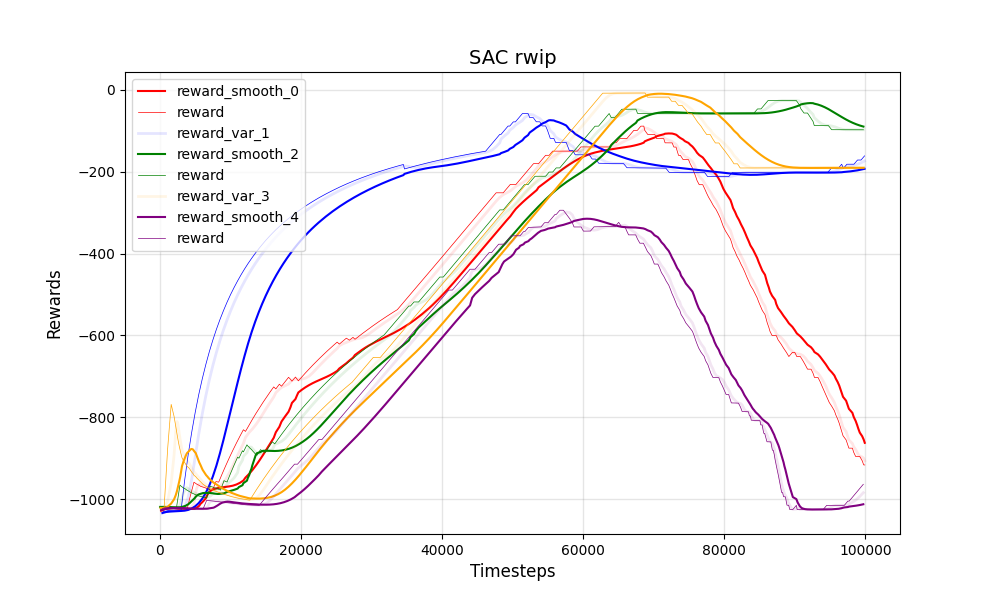 SAC rwip
reward_smooth_0
reward
reward_var_1
reward_smooth_2
reward
reward_var_3
reward_smooth_4
reward
0
−200
−400
−600
−800
−1000
Rewards
0 20000 40000 60000 80000 100000
Timesteps